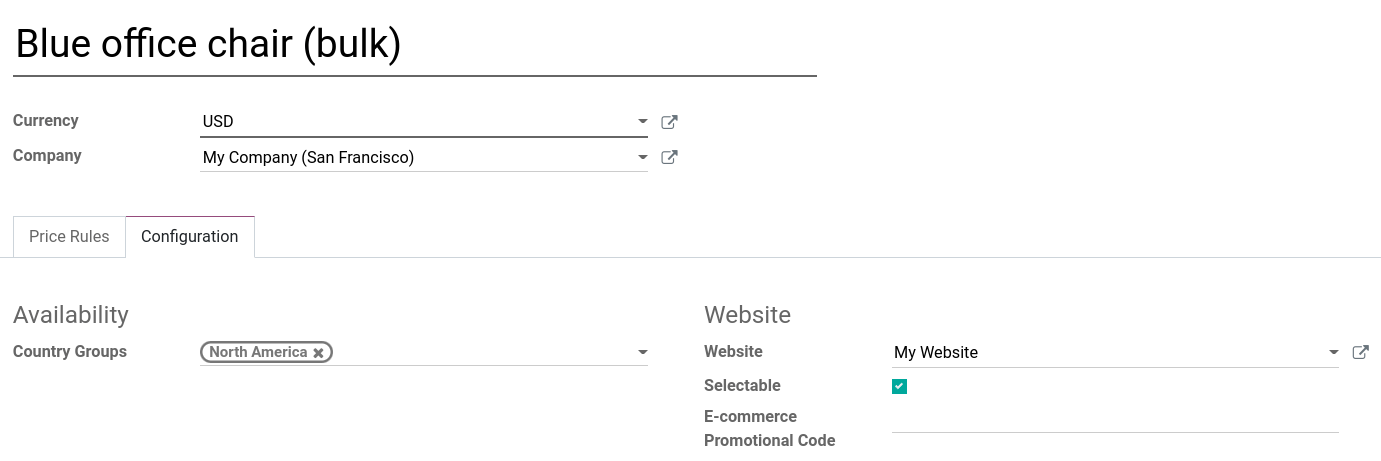 Blue office chair (bulk)
Currency USD
Company My Company (San Francisco)
Price Rules Configuration
Availability
Country Groups North America
Website
Website My Website
Selectable
E-commerce
Promotional Code